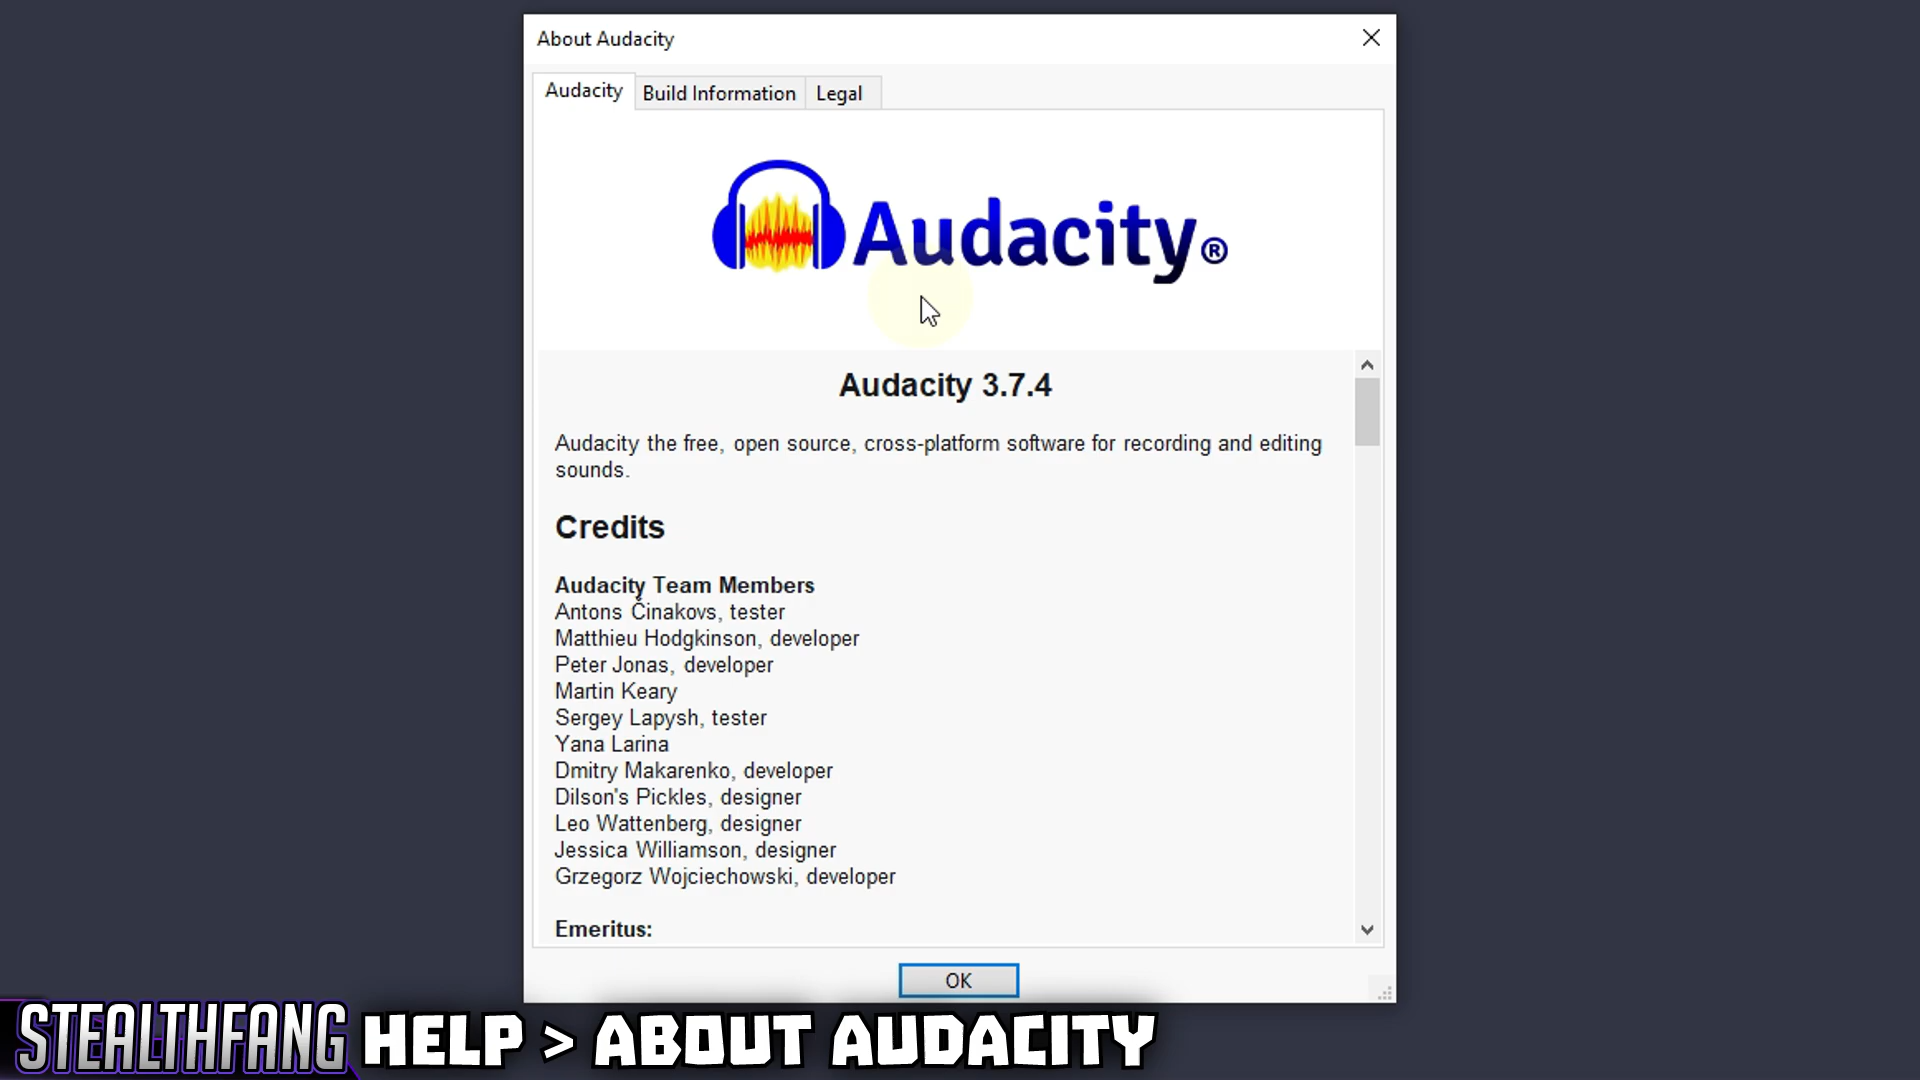 About Audacity
Audacity Build Information Legal
Audacity®
Audacity 3.7.4
Audacity the free, open source, cross-platform software for recording and editing
sounds.
Credits
Audacity Team Members
Antons Činakovs, tester
Matthieu Hodgkinson, developer
Peter Jonas, developer
Martin Keary
Sergey Lapysh, tester
Yana Larina
Dmitry Makarenko, developer
Dilson's Pickles, designer
Leo Wattenberg, designer
Jessica Williamson, designer
Grzegorz Wojciechowski, developer
Emeritus:
OK
STEALTHFANG HELP > ABOUT AUDACITY